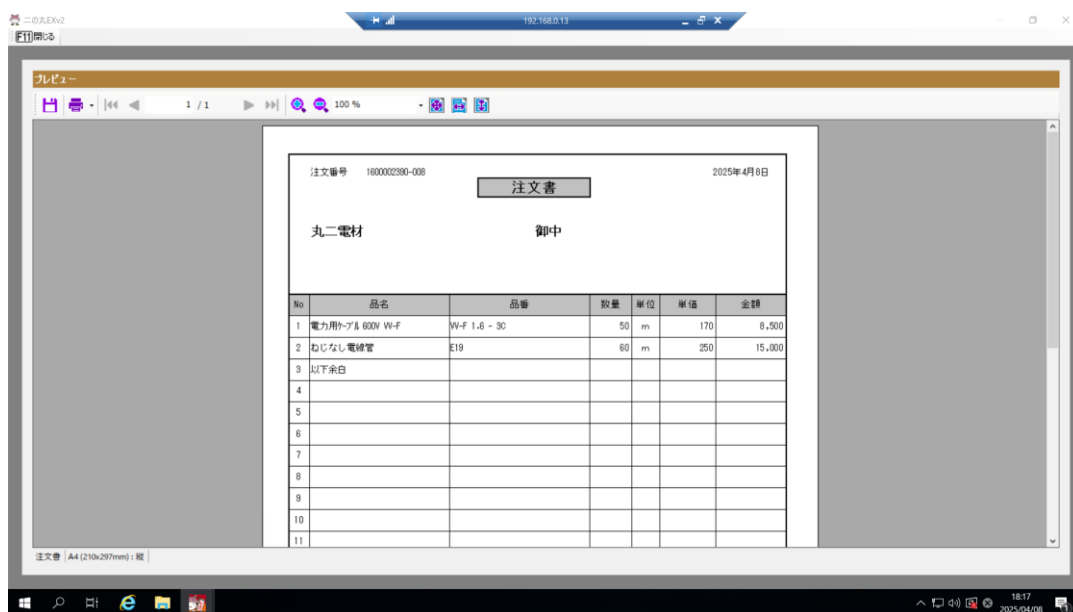 二の丸EXv2
192.168.0.13
F11閉じる
プレビュー
1 / 1
100 %
注文番号 1600002390-008
2025年4月8日
注文書
丸二電材 御中
No 品名 品番 数量 単位 単価 金額
1 電力用ケーブル 600V VV-F VV-F 1.6 - 3C 50 m 170 8,500
2 ねじなし電線管 E19 60 m 250 15,000
3 以下余白
4
5
6
7
8
9
10
11
注文書 A4 (210x297mm) : 縦
18:17
2025/04/08